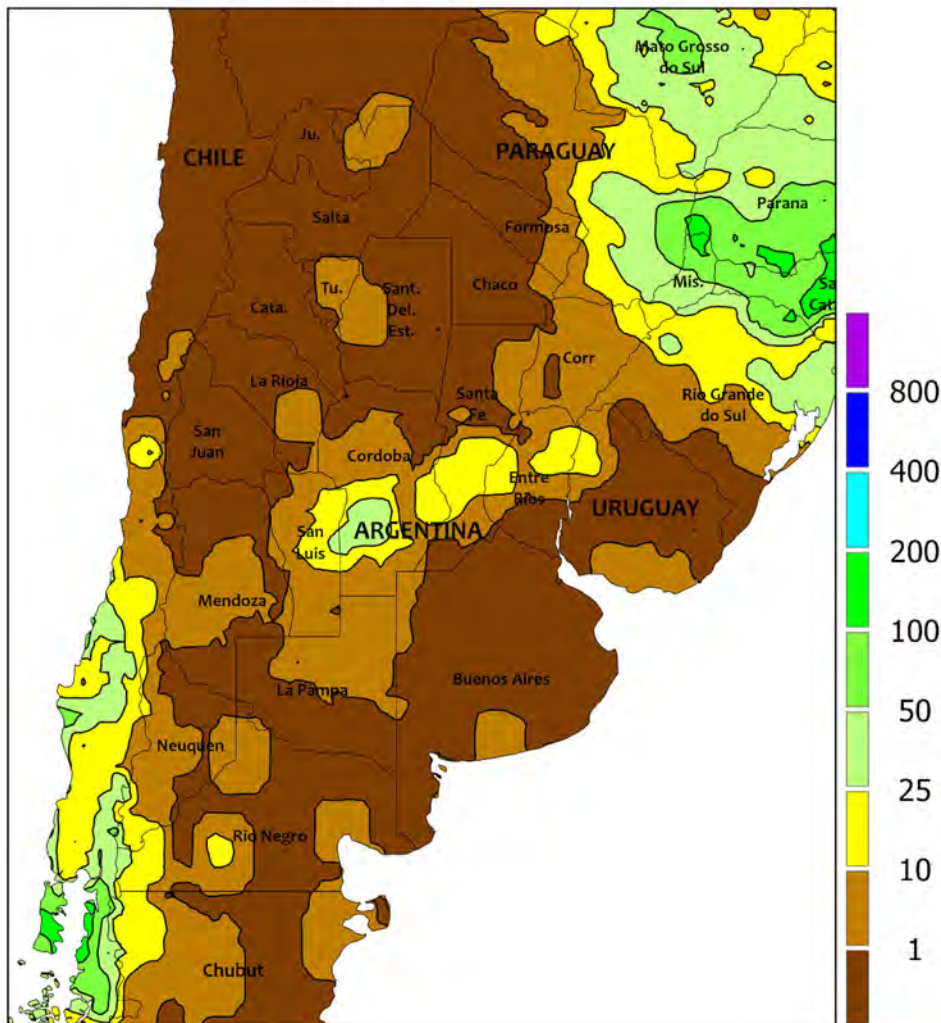 Mato Grosso
do Sul
Ju.
CHILE
PARAGUAY
Parana
Salta
Formosa
Mis.
Sa
Cat
Tu.
Sant.
Del.
Est.
Chaco
Cata.
Corr
La Rioja
Santa
Fe
Rio Grande
do Sul
San
Juan
Cordoba
Entre
Rios
URUGUAY
San
Luis
ARGENTINA
Mendoza
La Pampa
Buenos Aires
Neuquen
Rio Negro
Chubut
800
400
200
100
50
25
10
1